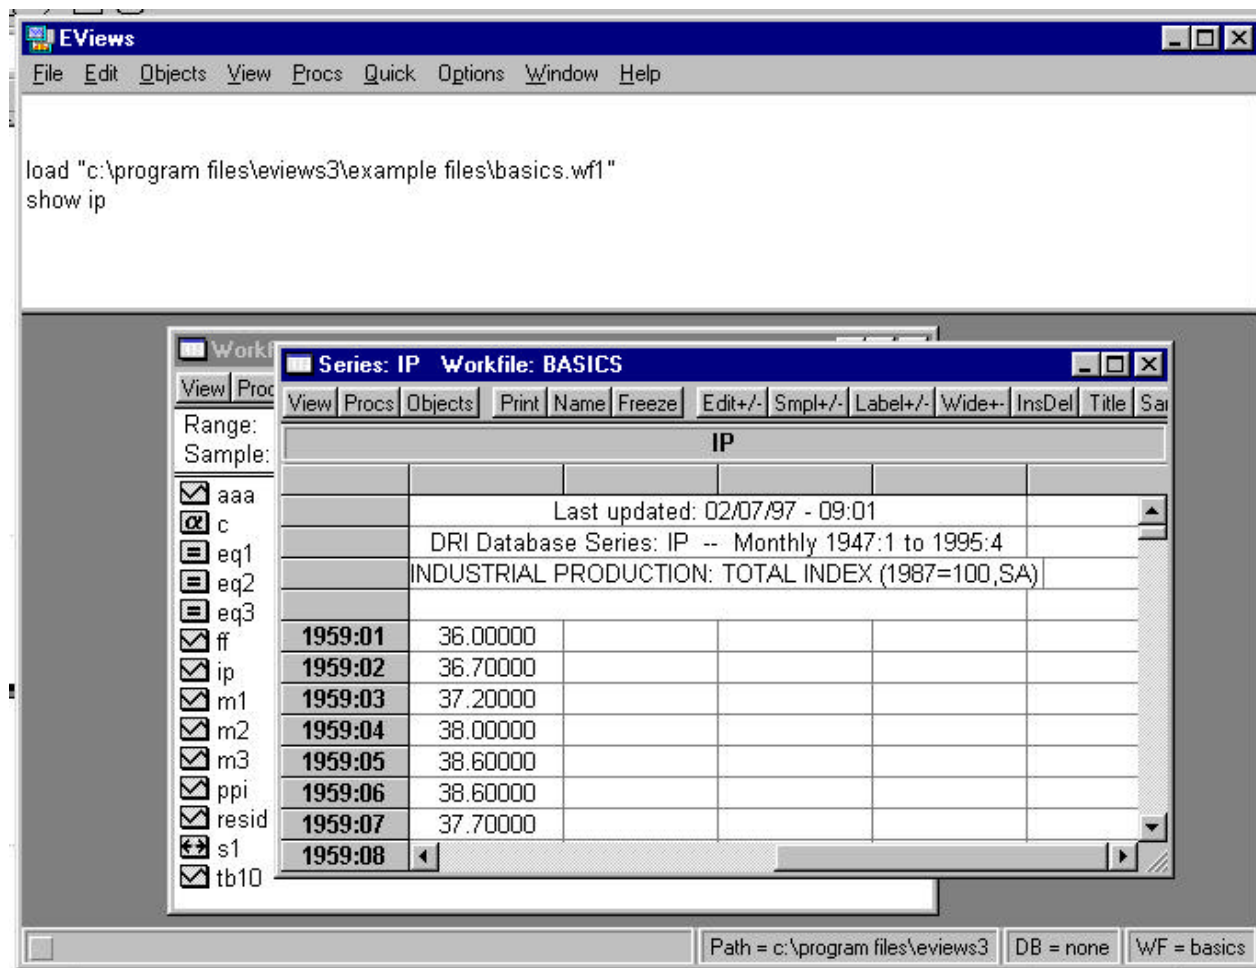 EViews
File Edit Objects View Procs Quick Options Window Help
load "c:\program files\eviews3\example files\basics.wf1"
show ip
Workf
View Proc
Range:
Sample:
aaa
c
eq1
eq2
eq3
ff
ip
m1
m2
m3
ppi
resid
s1
tb10
Series: IP Workfile: BASICS
View Procs Objects Print Name Freeze Edit+/- Smpl+/- Label+/- Wide+- InsDel Title Sa
IP
Last updated: 02/07/97 - 09:01
DRI Database Series: IP -- Monthly 1947:1 to 1995:4
INDUSTRIAL PRODUCTION: TOTAL INDEX (1987=100,SA)
1959:01 36.00000
1959:02 36.70000
1959:03 37.20000
1959:04 38.00000
1959:05 38.60000
1959:06 38.60000
1959:07 37.70000
1959:08
Path = c:\program files\eviews3 DB = none WF = basics